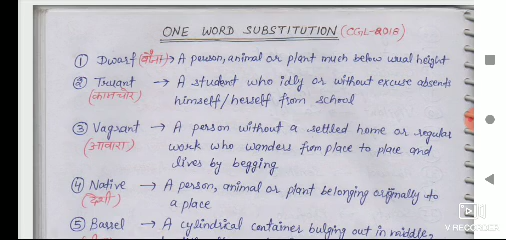 ONE WORD SUBSTITUTION (CGL-2018)
① Dwarf (बौना) → A person, animal or plant much below usual height
② Truant → A student who idly or without excuse absents
(कामचोर) himself/herself from school
③ Vagrant → A person without a settled home or regular
(आवारा) work who wanders from place to place and
lives by begging
④ Native → A person, animal or plant belonging originally to
(देशी) a place
⑤ Barrel → A cylindrical container bulging out in middle,
V RECORDER